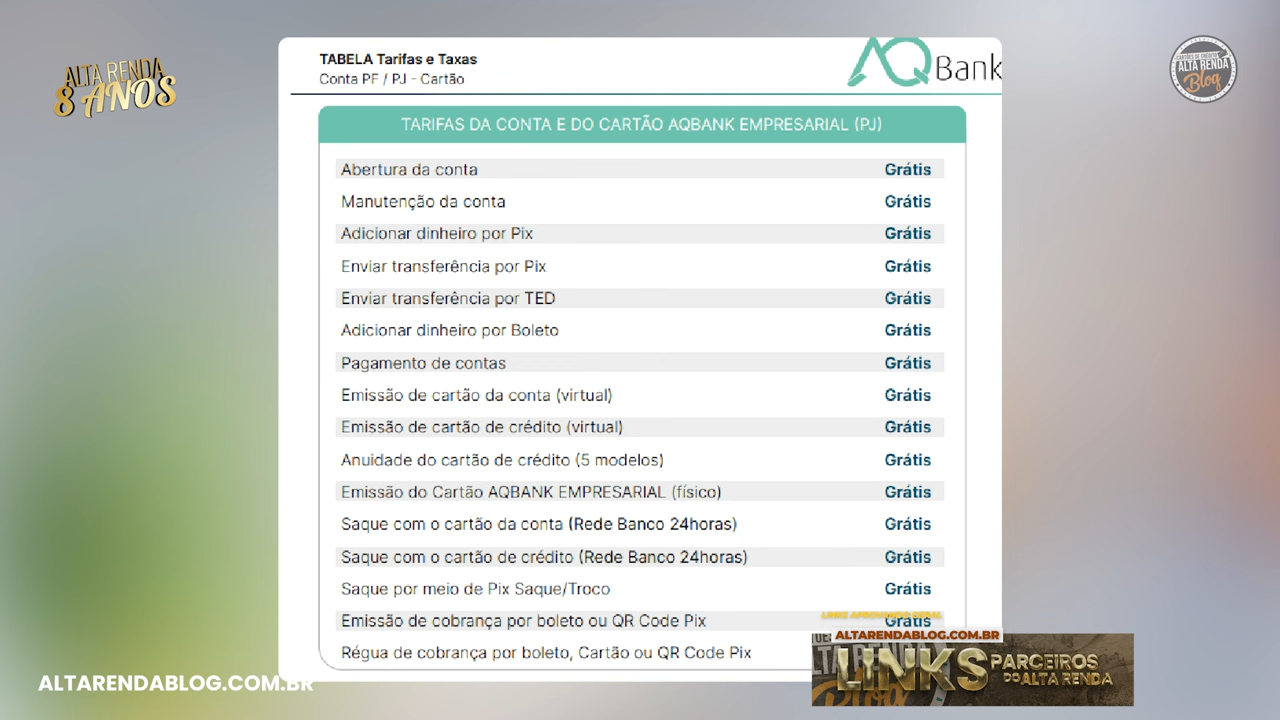 ALTA RENDA
8 ANOS
TABELA Tarifas e Taxas
Conta PF / PJ - Cartão
AQBank
CARTÕES DE CRÉDITO
ALTA RENDA
Blog
TARIFAS DA CONTA E DO CARTÃO AQBANK EMPRESARIAL (PJ)
Abertura da conta Grátis
Manutenção da conta Grátis
Adicionar dinheiro por Pix Grátis
Enviar transferência por Pix Grátis
Enviar transferência por TED Grátis
Adicionar dinheiro por Boleto Grátis
Pagamento de contas Grátis
Emissão de cartão da conta (virtual) Grátis
Emissão de cartão de crédito (virtual) Grátis
Anuidade do cartão de crédito (5 modelos) Grátis
Emissão do Cartão AQBANK EMPRESARIAL (físico) Grátis
Saque com o cartão da conta (Rede Banco 24horas) Grátis
Saque com o cartão de crédito (Rede Banco 24horas) Grátis
Saque por meio de Pix Saque/Troco Grátis
Emissão de cobrança por boleto ou QR Code Pix Grátis
Régua de cobrança por boleto, Cartão ou QR Code Pix
ALTARENDABLOG.COM.BR
LINKS
PARCEIROS
DO ALTA RENDA
ALTARENDABLOG.COM.BR